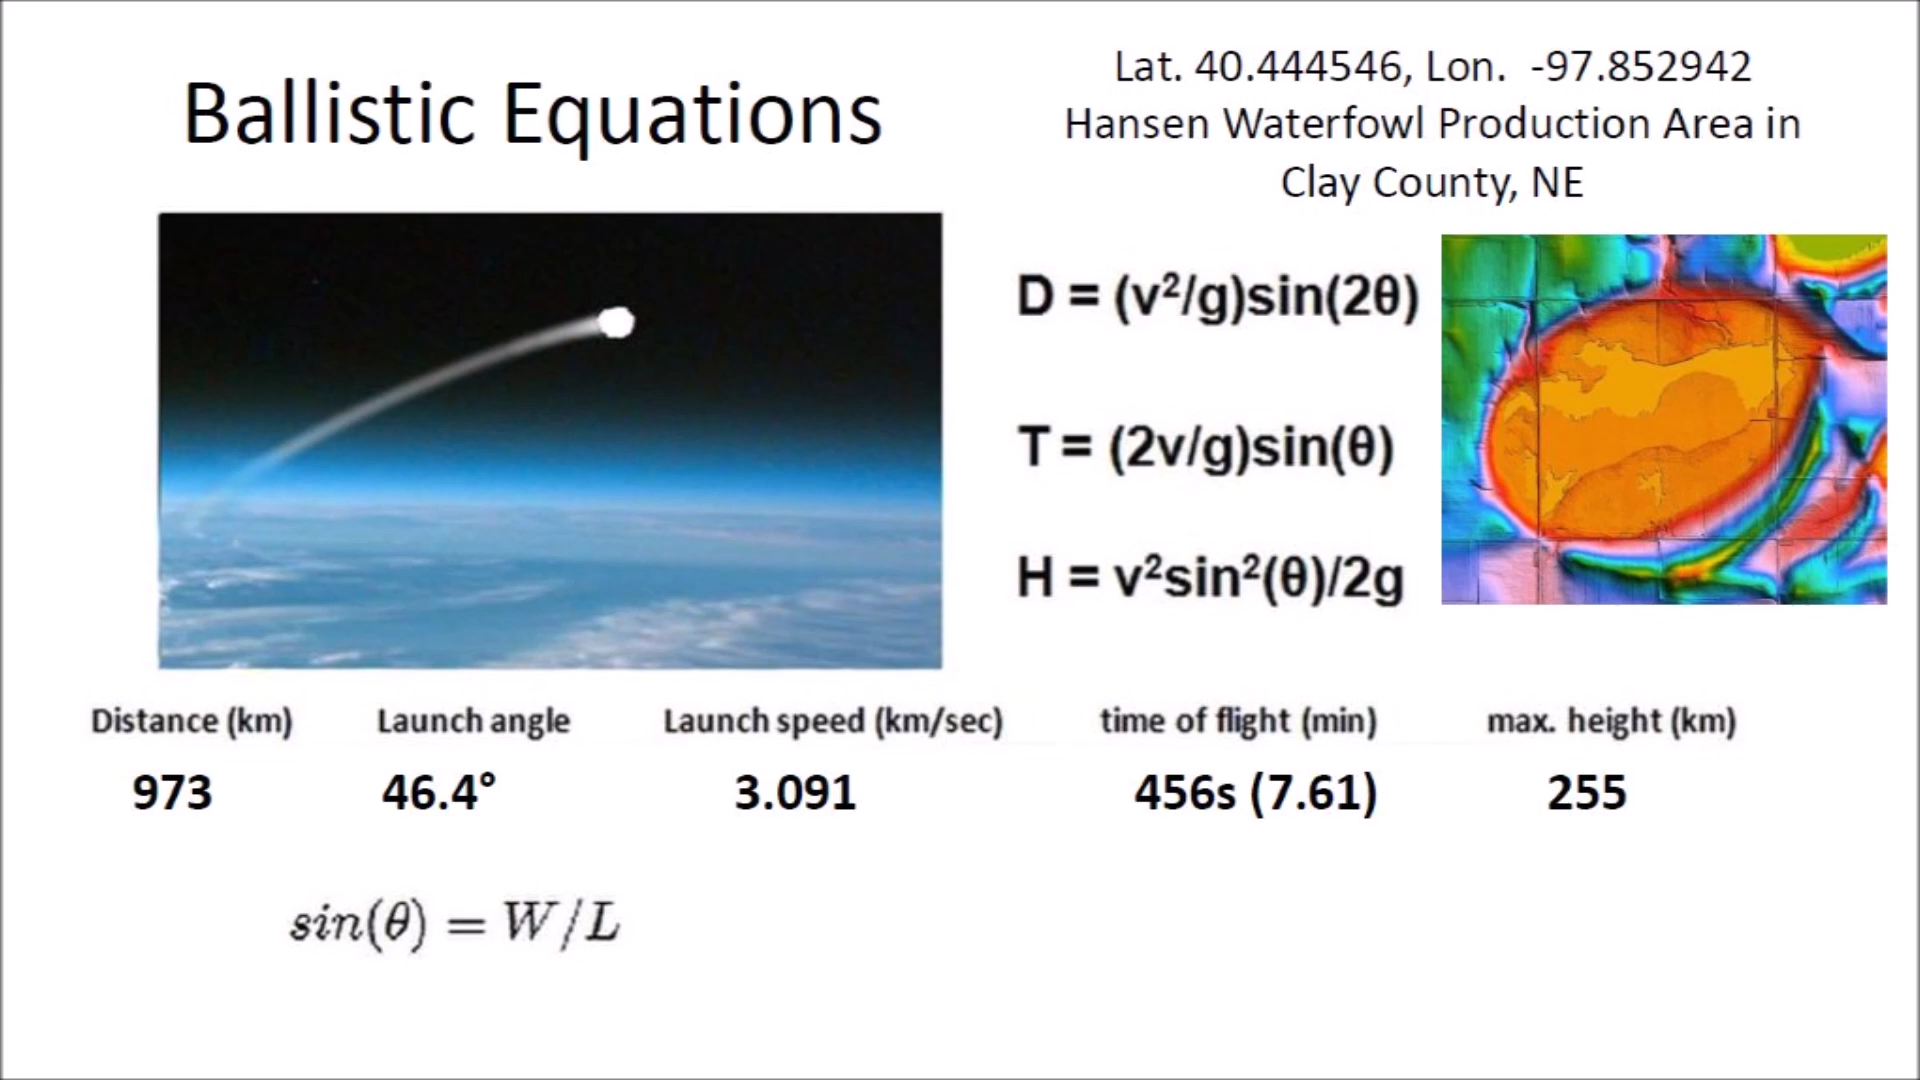 Ballistic Equations
Lat. 40.444546, Lon.  -97.852942
Hansen Waterfowl Production Area in
Clay County, NE
D = (v²/g)sin(2θ)
T = (2v/g)sin(θ)
H = v²sin²(θ)/2g
Distance (km) Launch angle Launch speed (km/sec) time of flight (min) max. height (km)
973 46.4° 3.091 456s (7.61) 255
sin(θ) = W/L